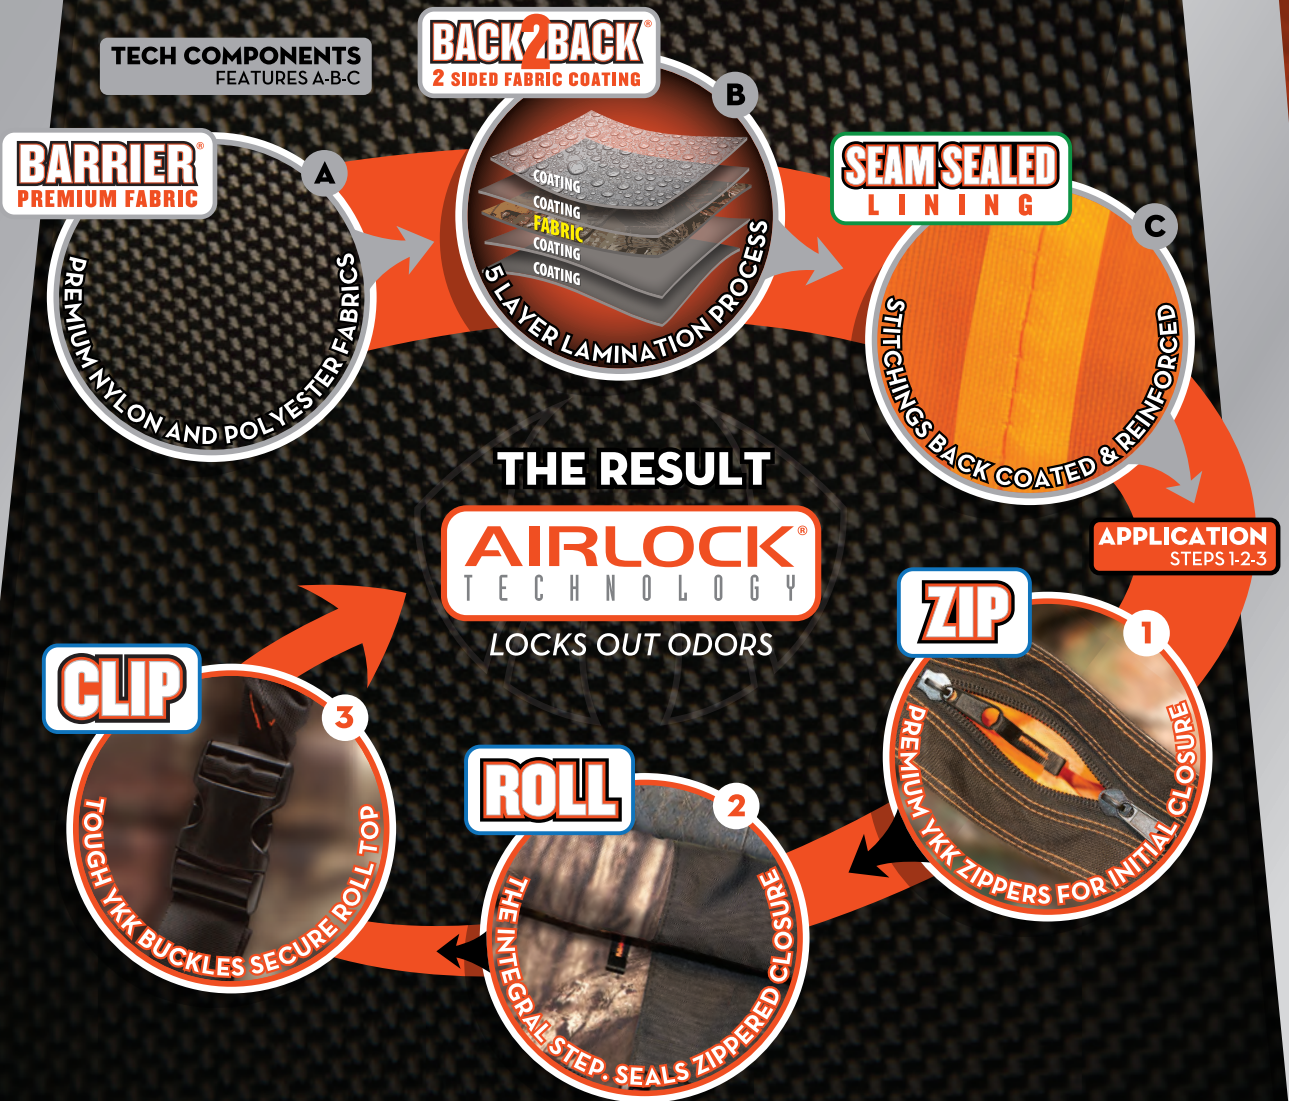 TECH COMPONENTS
FEATURES A-B-C
BARRIER®
PREMIUM FABRIC
A
PREMIUM NYLON AND POLYESTER FABRICS
BACK2BACK®
2 SIDED FABRIC COATING
B
COATING
COATING
FABRIC
COATING
COATING
5 LAYER LAMINATION PROCESS
SEAM SEALED
LINING
C
STITCHINGS BACK COATED & REINFORCED
THE RESULT
AIRLOCK®
TECHNOLOGY
LOCKS OUT ODORS
APPLICATION
STEPS 1-2-3
ZIP
1
PREMIUM YKK ZIPPERS FOR INITIAL CLOSURE
ROLL
2
THE INTEGRAL STEP. SEALS ZIPPERED CLOSURE
CLIP
3
TOUGH YKK BUCKLES SECURE ROLL TOP